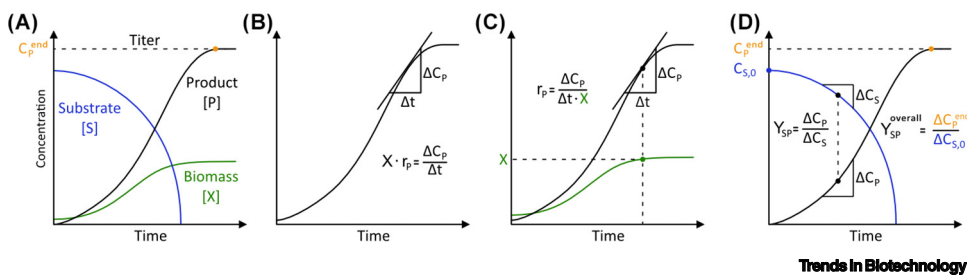 (A)
C_P^end
Titer
Product
[P]
Substrate
[S]
Biomass
[X]
Concentration
Time
(B)
ΔC_P
Δt
X · r_P = ΔC_P / Δt
Time
(C)
r_P = ΔC_P / Δt · X
ΔC_P
Δt
X
Time
(D)
C_P^end
C_S,0
ΔC_S
Y_SP = ΔC_P / ΔC_S
Y_SP^overall = ΔC_P^end / ΔC_S,0
ΔC_P
Time
Trends in Biotechnology